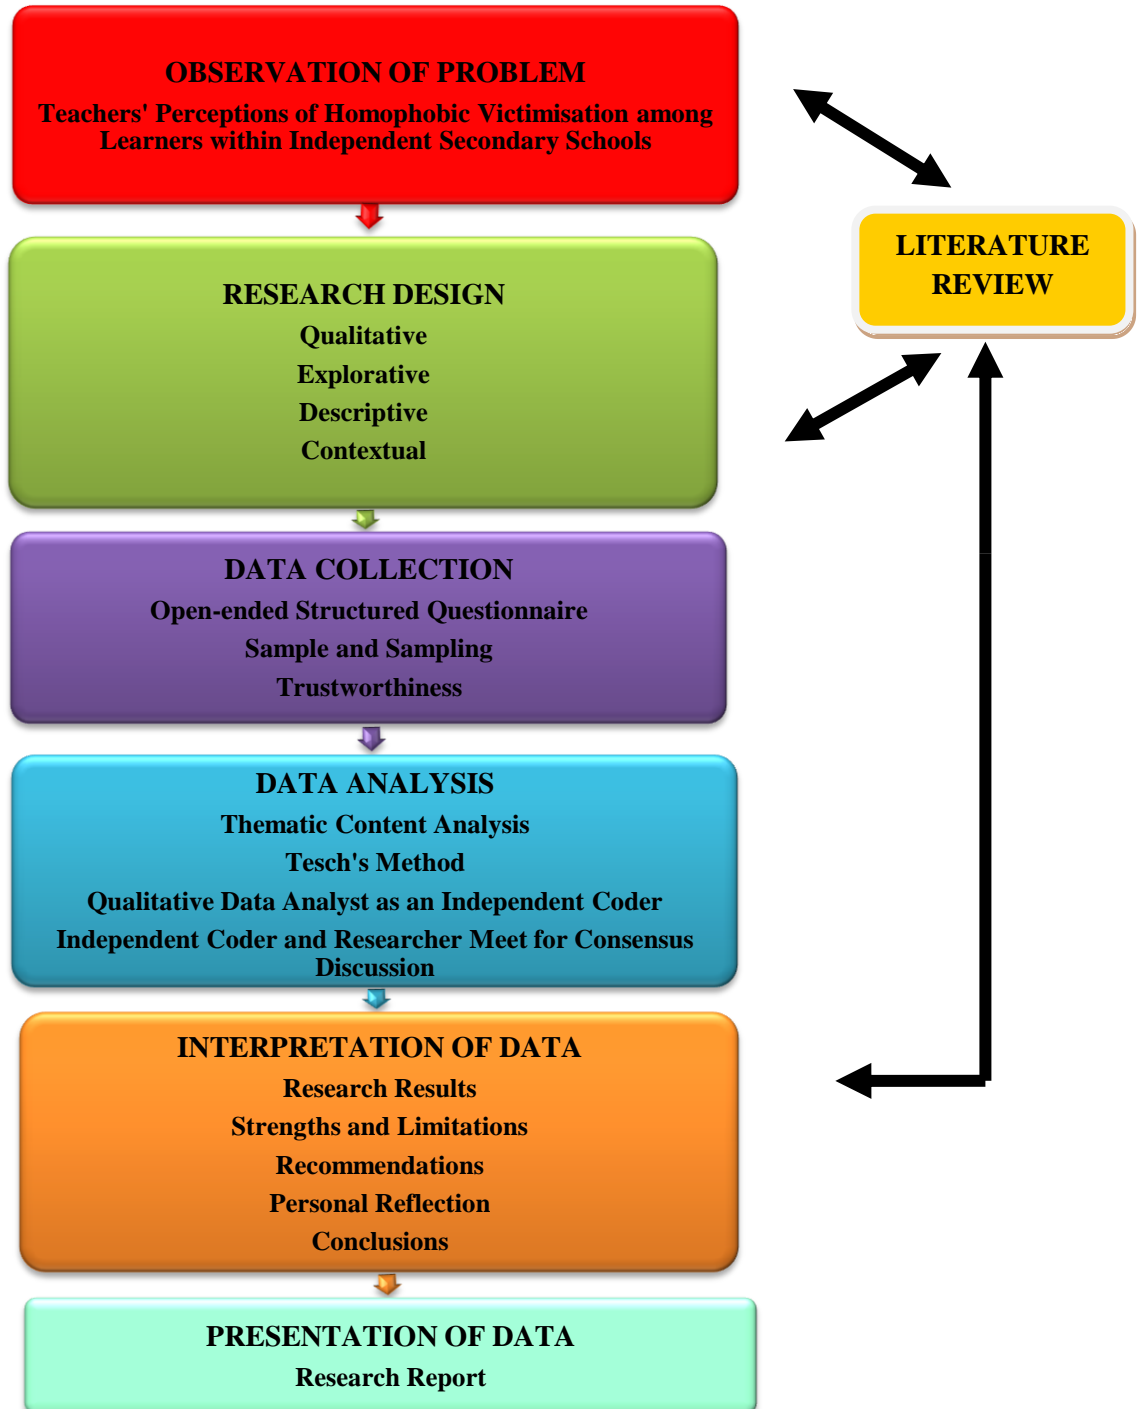 OBSERVATION OF PROBLEM
Teachers' Perceptions of Homophobic Victimisation among
Learners within Independent Secondary Schools
LITERATURE
REVIEW
RESEARCH DESIGN
Qualitative
Explorative
Descriptive
Contextual
DATA COLLECTION
Open-ended Structured Questionnaire
Sample and Sampling
Trustworthiness
DATA ANALYSIS
Thematic Content Analysis
Tesch's Method
Qualitative Data Analyst as an Independent Coder
Independent Coder and Researcher Meet for Consensus
Discussion
INTERPRETATION OF DATA
Research Results
Strengths and Limitations
Recommendations
Personal Reflection
Conclusions
PRESENTATION OF DATA
Research Report